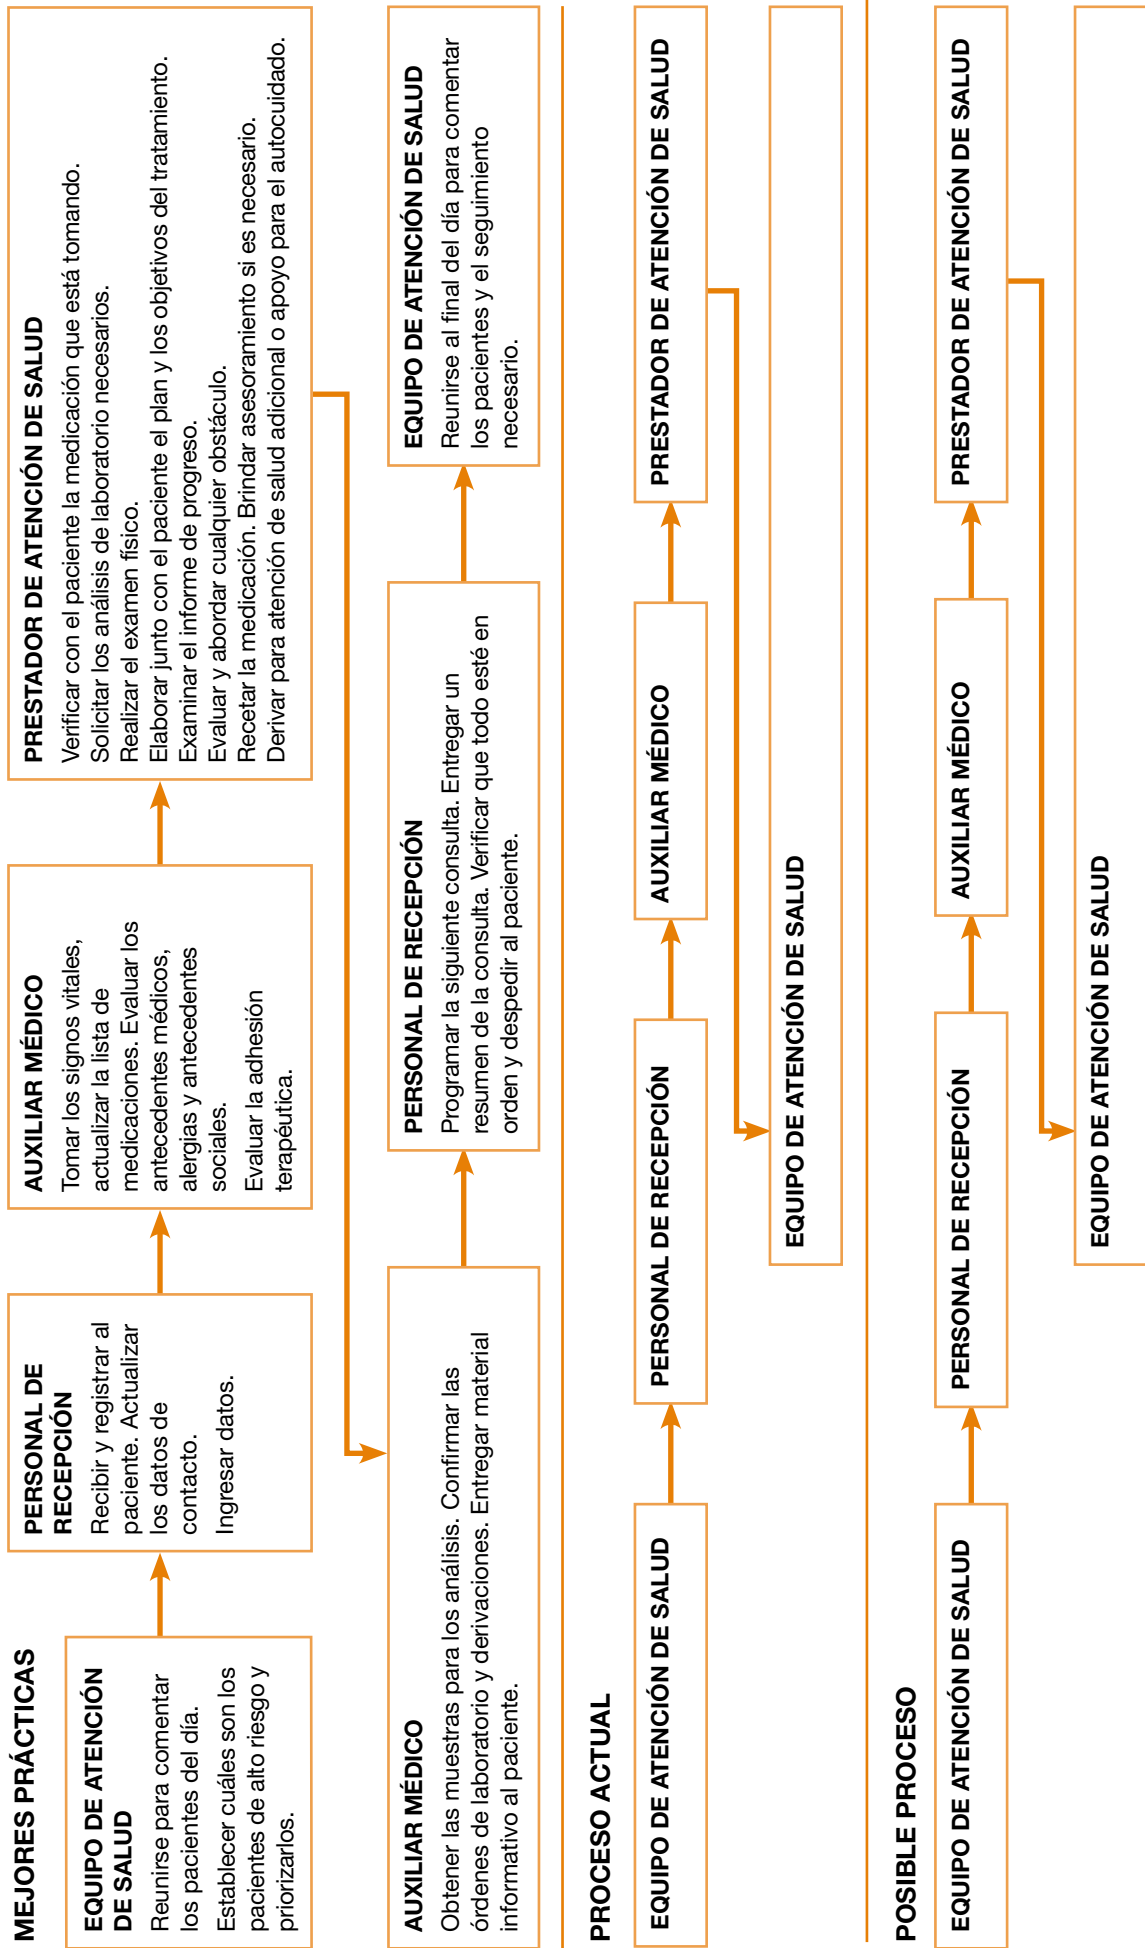 MEJORES PRÁCTICAS
EQUIPO DE ATENCIÓN
DE SALUD
Reunirse para comentar
los pacientes del día.
Establecer cuáles son los
pacientes de alto riesgo y
priorizarlos.
PERSONAL DE
RECEPCIÓN
Recibir y registrar al
paciente. Actualizar
los datos de
contacto.
Ingresar datos.
AUXILIAR MÉDICO
Tomar los signos vitales,
actualizar la lista de
medicaciones. Evaluar los
antecedentes médicos,
alergias y antecedentes
sociales.
Evaluar la adhesión
terapéutica.
PRESTADOR DE ATENCIÓN DE SALUD
Verificar con el paciente la medicación que está tomando.
Solicitar los análisis de laboratorio necesarios.
Realizar el examen físico.
Elaborar junto con el paciente el plan y los objetivos del tratamiento.
Examinar el informe de progreso.
Evaluar y abordar cualquier obstáculo.
Recetar la medicación. Brindar asesoramiento si es necesario.
Derivar para atención de salud adicional o apoyo para el autocuidado.
AUXILIAR MÉDICO
Obtener las muestras para los análisis. Confirmar las
órdenes de laboratorio y derivaciones. Entregar material
informativo al paciente.
PERSONAL DE RECEPCIÓN
Programar la siguiente consulta. Entregar un
resumen de la consulta. Verificar que todo esté en
orden y despedir al paciente.
EQUIPO DE ATENCIÓN DE SALUD
Reunirse al final del día para comentar
los pacientes y el seguimiento
necesario.
PROCESO ACTUAL
EQUIPO DE ATENCIÓN DE SALUD
PERSONAL DE RECEPCIÓN
AUXILIAR MÉDICO
PRESTADOR DE ATENCIÓN DE SALUD
EQUIPO DE ATENCIÓN DE SALUD
POSIBLE PROCESO
EQUIPO DE ATENCIÓN DE SALUD
PERSONAL DE RECEPCIÓN
AUXILIAR MÉDICO
PRESTADOR DE ATENCIÓN DE SALUD
EQUIPO DE ATENCIÓN DE SALUD